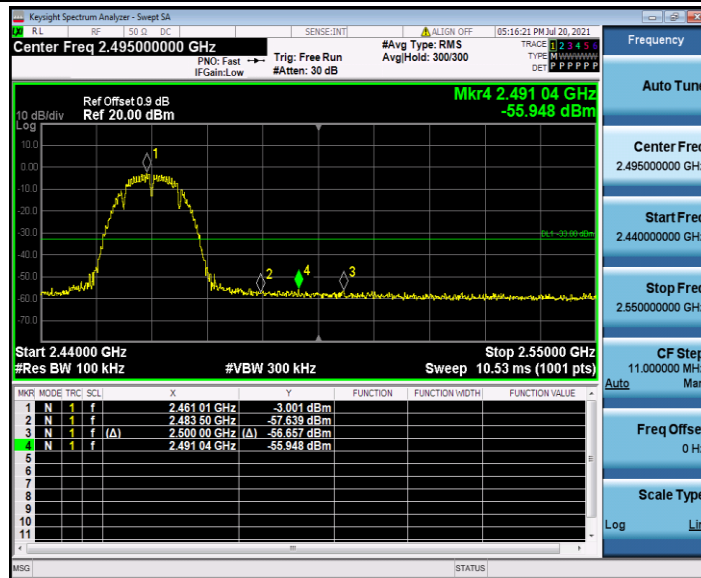 Keysight Spectrum Analyzer - Swept SA
RL RF 50 Ω DC SENSE:INT ALIGN OFF 05:16:21 PM Jul 20, 2021
Center Freq 2.495000000 GHz
PNO: Fast
IFGain:Low
Trig: Free Run
#Atten: 30 dB
#Avg Type: RMS
Avg|Hold: 300/300
TRACE 1 2 3 4 5 6
TYPE M
DET P P P P P P
Ref Offset 0.9 dB
10 dB/div Ref 20.00 dBm
Log
Mkr4 2.491 04 GHz
-55.948 dBm
10.0
0.00
-10.0
-20.0
-30.0
-40.0
-50.0
-60.0
-70.0
1
2
4
3
DL1 -33.00 dBm
Start 2.44000 GHz Stop 2.55000 GHz
#Res BW 100 kHz #VBW 300 kHz Sweep 10.53 ms (1001 pts)
MKR MODE TRC SCL X Y FUNCTION FUNCTION WIDTH FUNCTION VALUE
1 N 1 f 2.461 01 GHz -3.001 dBm
2 N 1 f 2.483 50 GHz -57.639 dBm
3 N 1 f (Δ) 2.500 00 GHz (Δ) -56.657 dBm
4 N 1 f 2.491 04 GHz -55.948 dBm
5
6
7
8
9
10
11
MSG STATUS
Frequency
Auto Tune
Center Freq
2.495000000 GHz
Start Freq
2.440000000 GHz
Stop Freq
2.550000000 GHz
CF Step
11.000000 MHz
Auto Man
Freq Offset
0 Hz
Scale Type
Log Lin